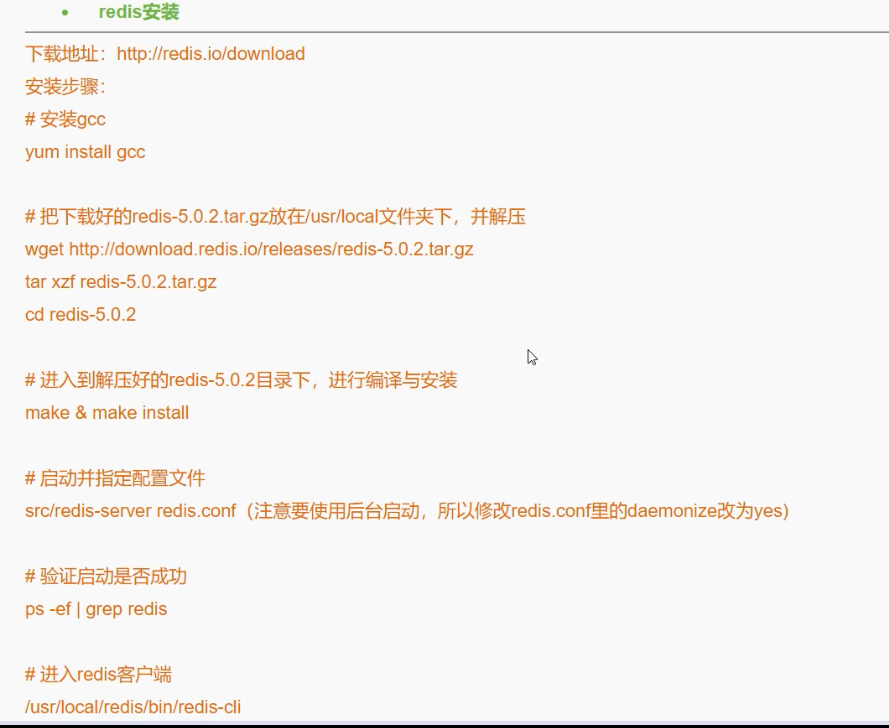 • redis安装
下载地址：http://redis.io/download
安装步骤：
# 安装gcc
yum install gcc
# 把下载好的redis-5.0.2.tar.gz放在/usr/local文件夹下，并解压
wget http://download.redis.io/releases/redis-5.0.2.tar.gz
tar xzf redis-5.0.2.tar.gz
cd redis-5.0.2
# 进入到解压好的redis-5.0.2目录下，进行编译与安装
make & make install
# 启动并指定配置文件
src/redis-server redis.conf（注意要使用后台启动，所以修改redis.conf里的daemonize改为yes）
# 验证启动是否成功
ps -ef | grep redis
# 进入redis客户端
/usr/local/redis/bin/redis-cli